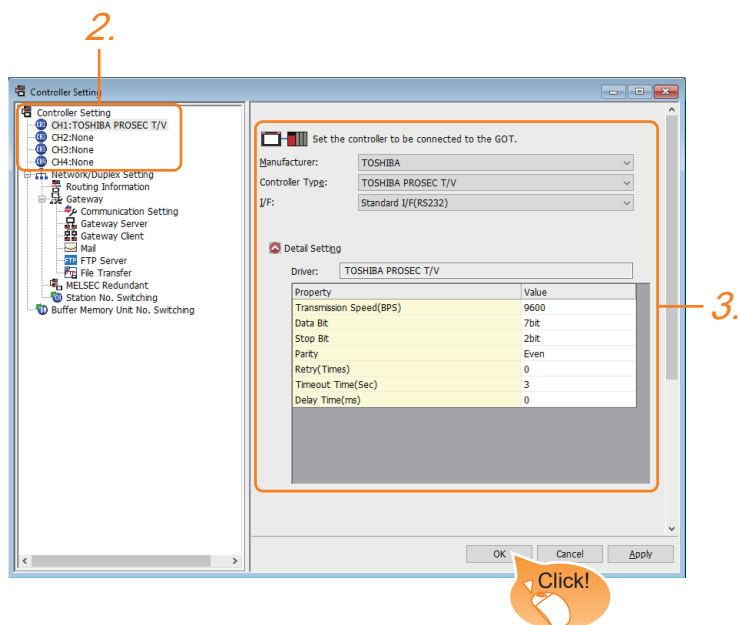 2.
Controller Setting
Controller Setting
CH1:TOSHIBA PROSEC T/V
CH2:None
CH3:None
CH4:None
Network/Duplex Setting
Routing Information
Gateway
Communication Setting
Gateway Server
Gateway Client
Mail
FTP Server
File Transfer
MELSEC Redundant
Station No. Switching
Buffer Memory Unit No. Switching
Set the controller to be connected to the GOT.
Manufacturer: TOSHIBA
Controller Type: TOSHIBA PROSEC T/V
I/F: Standard I/F(RS232)
Detail Setting
Driver: TOSHIBA PROSEC T/V
Property Value
Transmission Speed(BPS) 9600
Data Bit 7bit
Stop Bit 2bit
Parity Even
Retry(Times) 0
Timeout Time(Sec) 3
Delay Time(ms) 0
3.
OK Cancel Apply
Click!